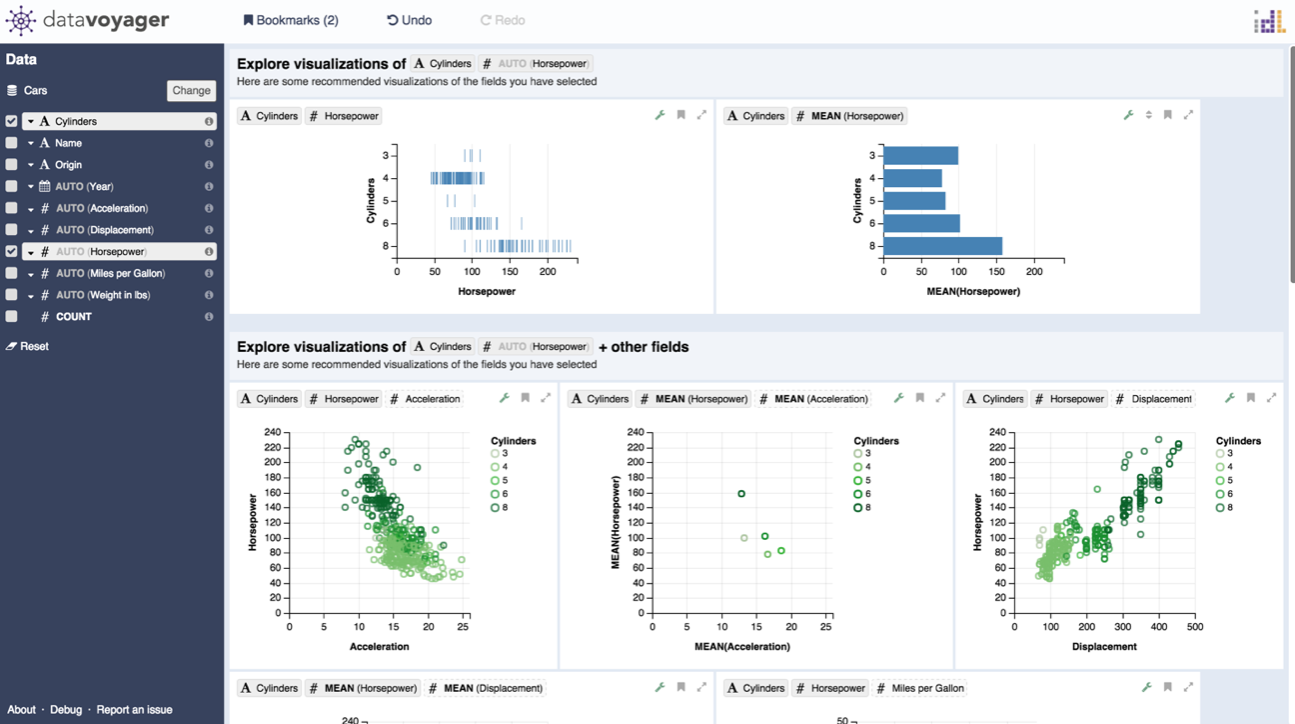 datavoyager
Bookmarks (2) Undo Redo
idl
Data
Cars Change
A Cylinders
A Name
A Origin
AUTO (Year)
# AUTO (Acceleration)
# AUTO (Displacement)
# AUTO (Horsepower)
# AUTO (Miles per Gallon)
# AUTO (Weight in lbs)
# COUNT
Reset
About · Debug · Report an issue
Explore visualizations of A Cylinders # AUTO (Horsepower)
Here are some recommended visualizations of the fields you have selected
A Cylinders # Horsepower
Cylinders
3
4
5
6
8
0 50 100 150 200
Horsepower
A Cylinders # MEAN (Horsepower)
Cylinders
3
4
5
6
8
0 50 100 150 200
MEAN(Horsepower)
Explore visualizations of A Cylinders # AUTO (Horsepower) + other fields
Here are some recommended visualizations of the fields you have selected
A Cylinders # Horsepower # Acceleration
Horsepower
240
220
200
180
160
140
120
100
80
60
40
20
0
0 5 10 15 20 25
Acceleration
Cylinders
3
4
5
6
8
A Cylinders # MEAN (Horsepower) # MEAN (Acceleration)
MEAN(Horsepower)
240
220
200
180
160
140
120
100
80
60
40
20
0
0 5 10 15 20 25
MEAN(Acceleration)
Cylinders
3
4
5
6
8
A Cylinders # Horsepower # Displacement
Horsepower
240
220
200
180
160
140
120
100
80
60
40
20
0
0 100 200 300 400 500
Displacement
Cylinders
3
4
5
6
8
A Cylinders # MEAN (Horsepower) # MEAN (Displacement)
240
A Cylinders # Horsepower # Miles per Gallon
50